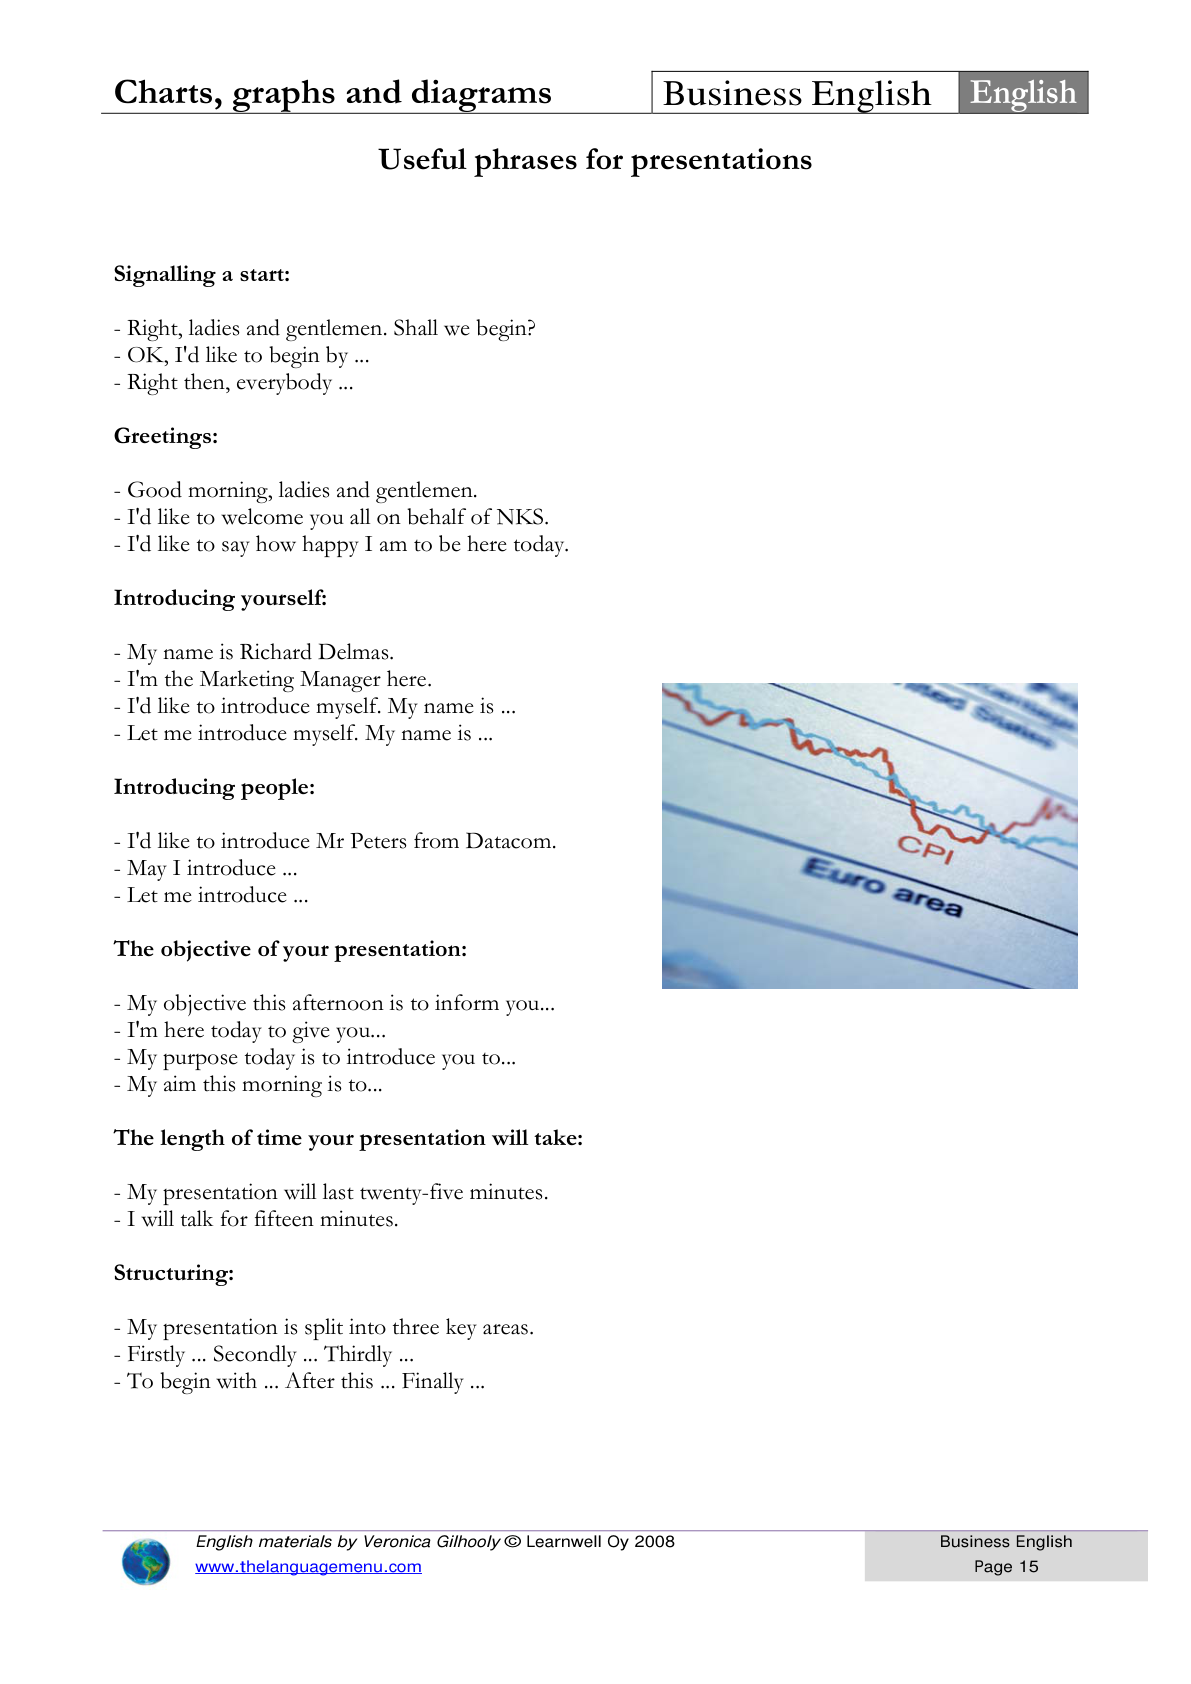 Charts, graphs and diagrams
Business English English
Useful phrases for presentations
Signalling a start:
- Right, ladies and gentlemen. Shall we begin?
- OK, I'd like to begin by ...
- Right then, everybody ...
Greetings:
- Good morning, ladies and gentlemen.
- I'd like to welcome you all on behalf of NKS.
- I'd like to say how happy I am to be here today.
Introducing yourself:
- My name is Richard Delmas.
- I'm the Marketing Manager here.
- I'd like to introduce myself. My name is ...
- Let me introduce myself. My name is ...
Introducing people:
- I'd like to introduce Mr Peters from Datacom.
- May I introduce ...
- Let me introduce ...
CPI
Euro area
The objective of your presentation:
- My objective this afternoon is to inform you...
- I'm here today to give you...
- My purpose today is to introduce you to...
- My aim this morning is to...
The length of time your presentation will take:
- My presentation will last twenty-five minutes.
- I will talk for fifteen minutes.
Structuring:
- My presentation is split into three key areas.
- Firstly ... Secondly ... Thirdly ...
- To begin with ... After this ... Finally ...
English materials by Veronica Gilhooly © Learnwell Oy 2008
www.thelanguagemenu.com
Business English
Page 15